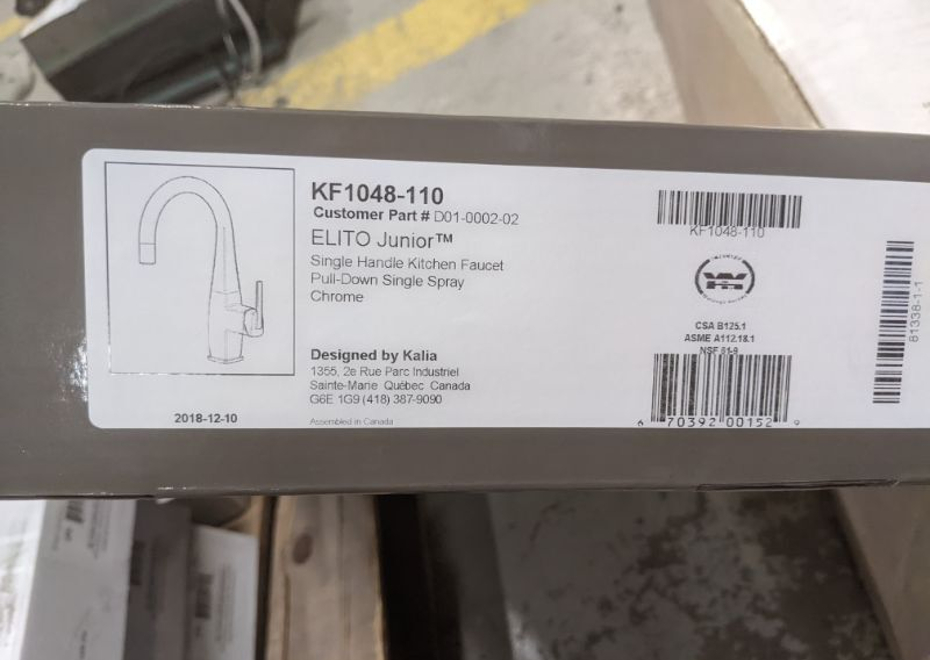 KF1048-110
Customer Part # D01-0002-02
ELITO Junior™
Single Handle Kitchen Faucet
Pull-Down Single Spray
Chrome
Designed by Kalia
1355, 2e Rue Parc Industriel
Sainte-Marie Québec Canada
G6E 1G9 (418) 387-9090
Assembled in Canada
2018-12-10
KF1048-110
CSA B125.1
ASME A112.18.1
NSF 61-9
6 70392 00152 9
81338-1-1